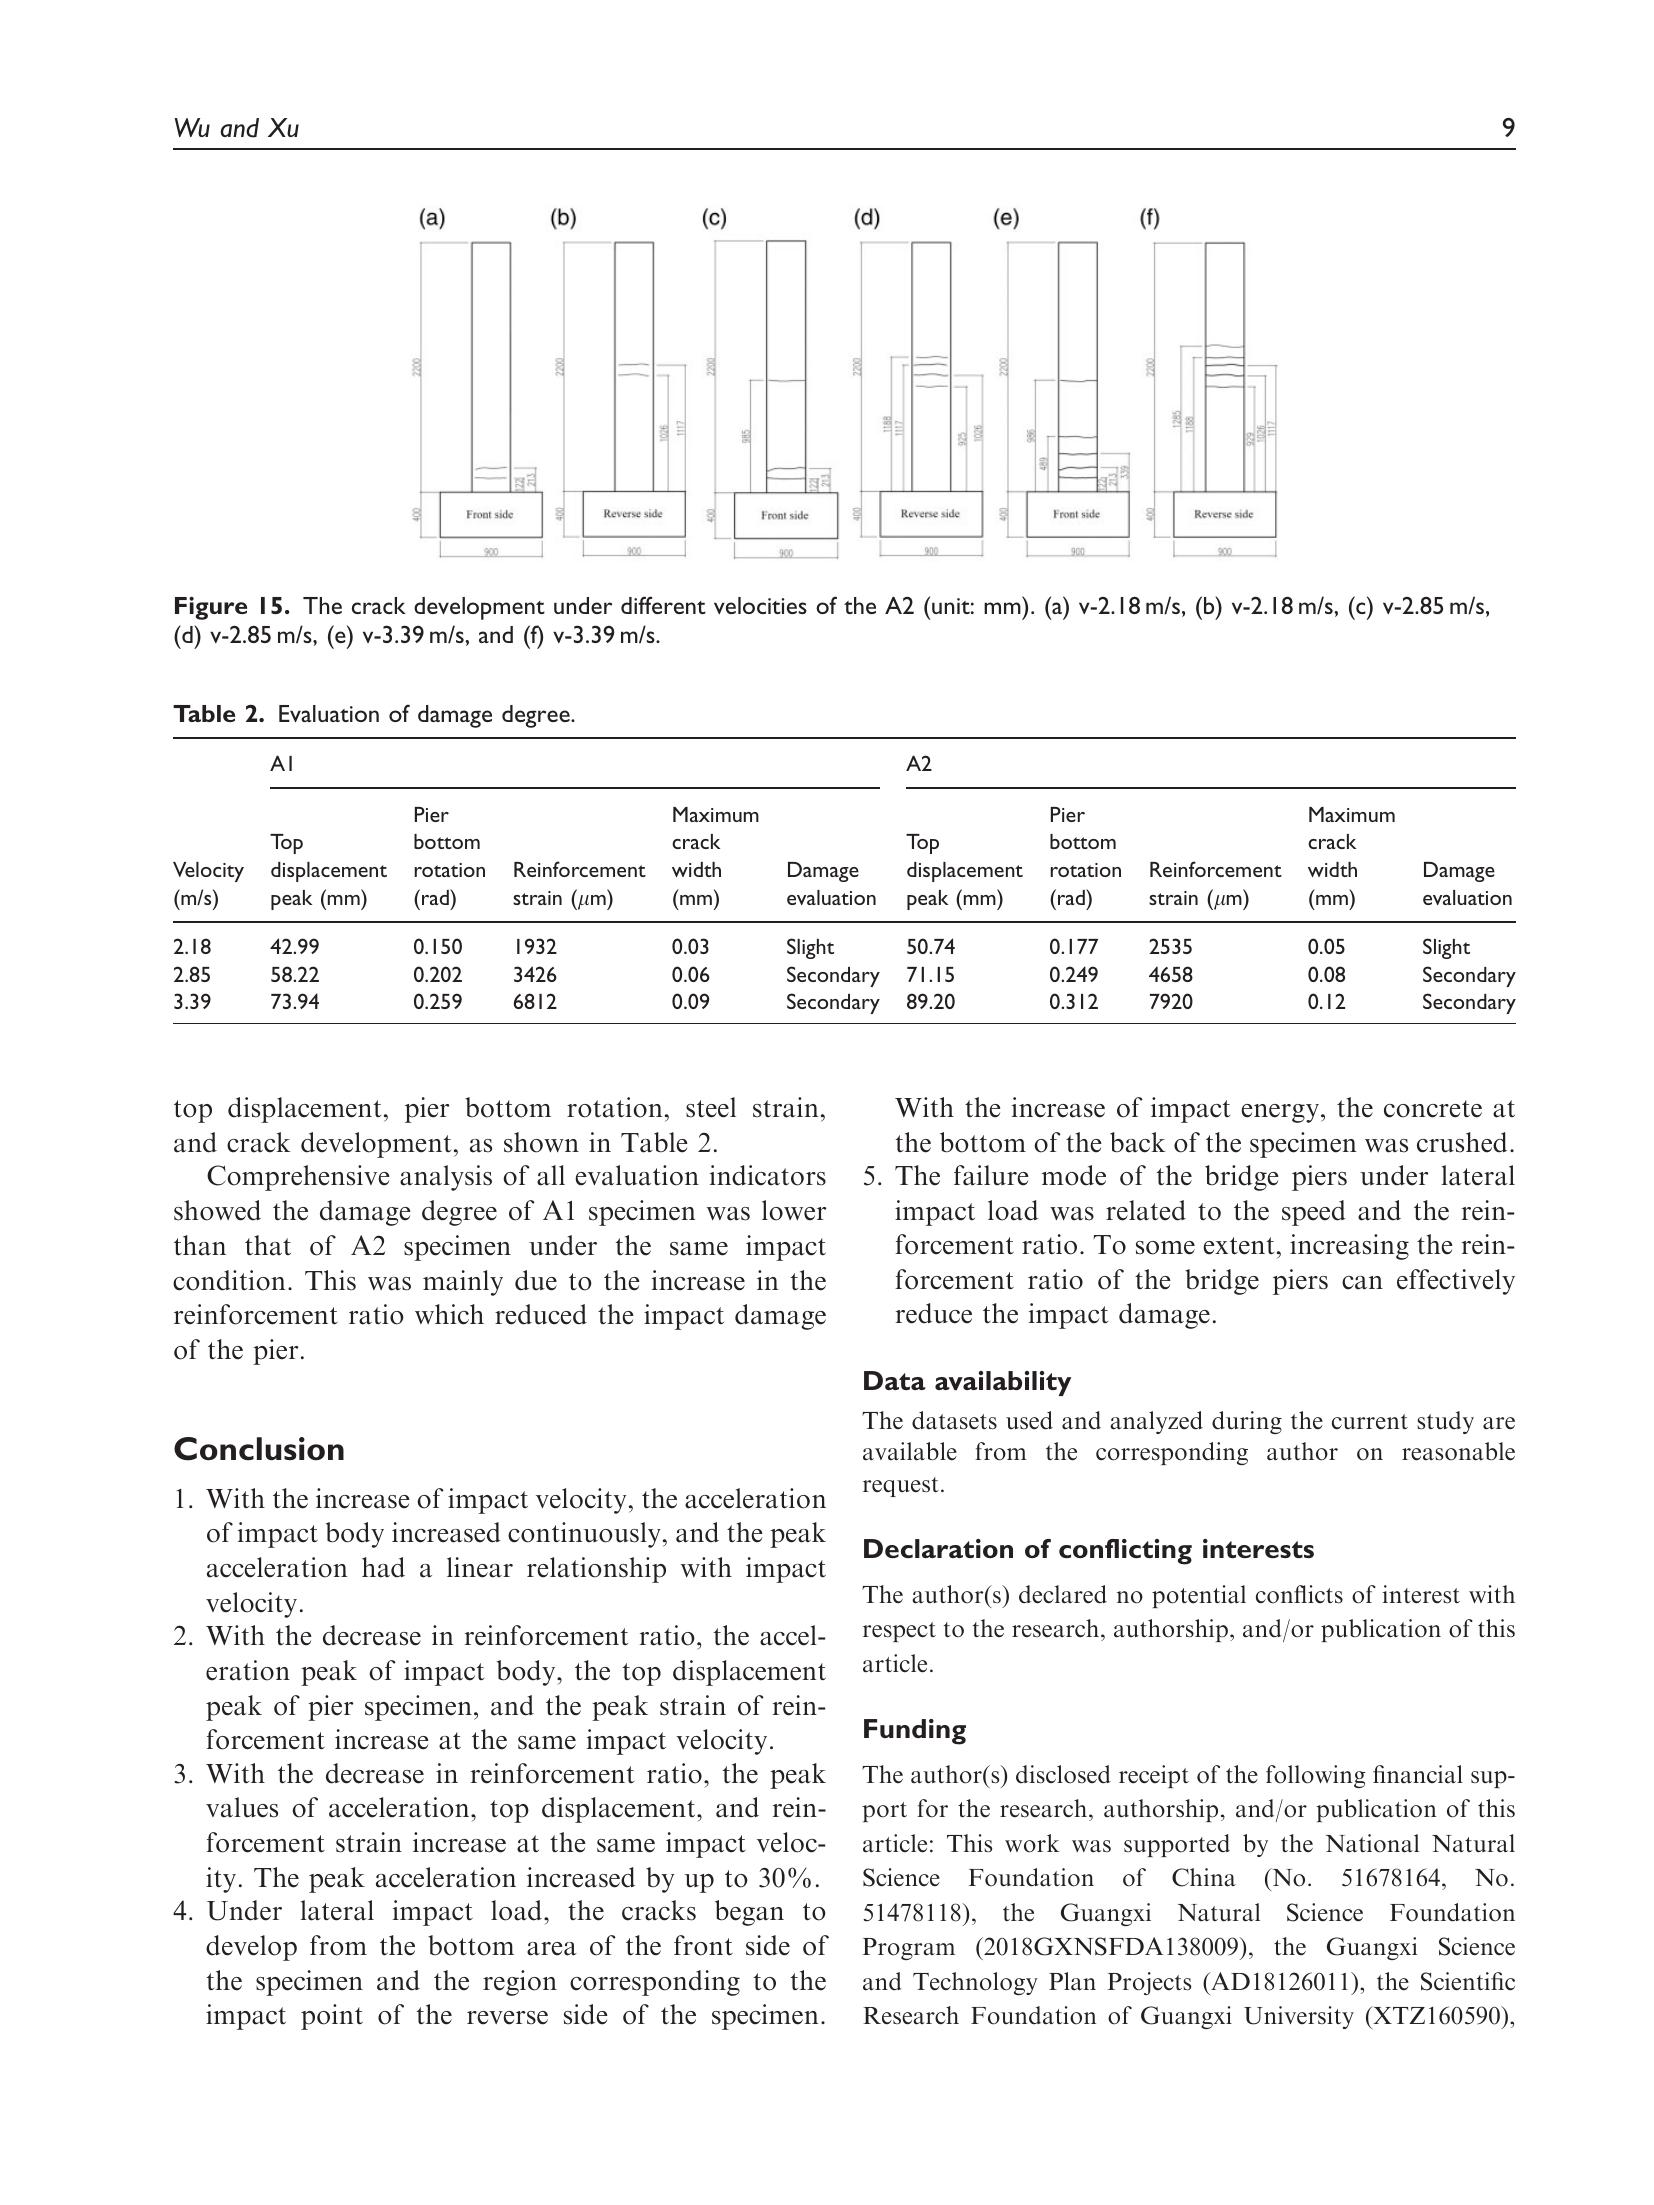 Wu and Xu 9
(a) (b) (c) (d) (e) (f)
2200 2200 2200 2200 2200 2200
1285
1188 1188
1117 1117 1117 1117
1026 1026 1026
985 925 986 929
489
339
122 213 122 213 122 213
400 Front side 400 Reverse side 400 Front side 400 Reverse side 400 Front side 400 Reverse side
900 900 900 900 900 900
Figure 15. The crack development under different velocities of the A2 (unit: mm). (a) v-2.18 m/s, (b) v-2.18 m/s, (c) v-2.85 m/s,
(d) v-2.85 m/s, (e) v-3.39 m/s, and (f) v-3.39 m/s.
Table 2. Evaluation of damage degree.
A1 A2
Pier Maximum Pier Maximum
Top bottom crack Top bottom crack
Velocity displacement rotation Reinforcement width Damage displacement rotation Reinforcement width Damage
(m/s) peak (mm) (rad) strain (μm) (mm) evaluation peak (mm) (rad) strain (μm) (mm) evaluation
2.18 42.99 0.150 1932 0.03 Slight 50.74 0.177 2535 0.05 Slight
2.85 58.22 0.202 3426 0.06 Secondary 71.15 0.249 4658 0.08 Secondary
3.39 73.94 0.259 6812 0.09 Secondary 89.20 0.312 7920 0.12 Secondary
top displacement, pier bottom rotation, steel strain,
and crack development, as shown in Table 2.
Comprehensive analysis of all evaluation indicators
showed the damage degree of A1 specimen was lower
than that of A2 specimen under the same impact
condition. This was mainly due to the increase in the
reinforcement ratio which reduced the impact damage
of the pier.
Conclusion
1. With the increase of impact velocity, the acceleration
of impact body increased continuously, and the peak
acceleration had a linear relationship with impact
velocity.
2. With the decrease in reinforcement ratio, the accel-
eration peak of impact body, the top displacement
peak of pier specimen, and the peak strain of rein-
forcement increase at the same impact velocity.
3. With the decrease in reinforcement ratio, the peak
values of acceleration, top displacement, and rein-
forcement strain increase at the same impact veloc-
ity. The peak acceleration increased by up to 30%.
4. Under lateral impact load, the cracks began to
develop from the bottom area of the front side of
the specimen and the region corresponding to the
impact point of the reverse side of the specimen.
With the increase of impact energy, the concrete at
the bottom of the back of the specimen was crushed.
5. The failure mode of the bridge piers under lateral
impact load was related to the speed and the rein-
forcement ratio. To some extent, increasing the rein-
forcement ratio of the bridge piers can effectively
reduce the impact damage.
Data availability
The datasets used and analyzed during the current study are
available from the corresponding author on reasonable
request.
Declaration of conflicting interests
The author(s) declared no potential conflicts of interest with
respect to the research, authorship, and/or publication of this
article.
Funding
The author(s) disclosed receipt of the following financial sup-
port for the research, authorship, and/or publication of this
article: This work was supported by the National Natural
Science Foundation of China (No. 51678164, No.
51478118), the Guangxi Natural Science Foundation
Program (2018GXNSFDA138009), the Guangxi Science
and Technology Plan Projects (AD18126011), the Scientific
Research Foundation of Guangxi University (XTZ160590),